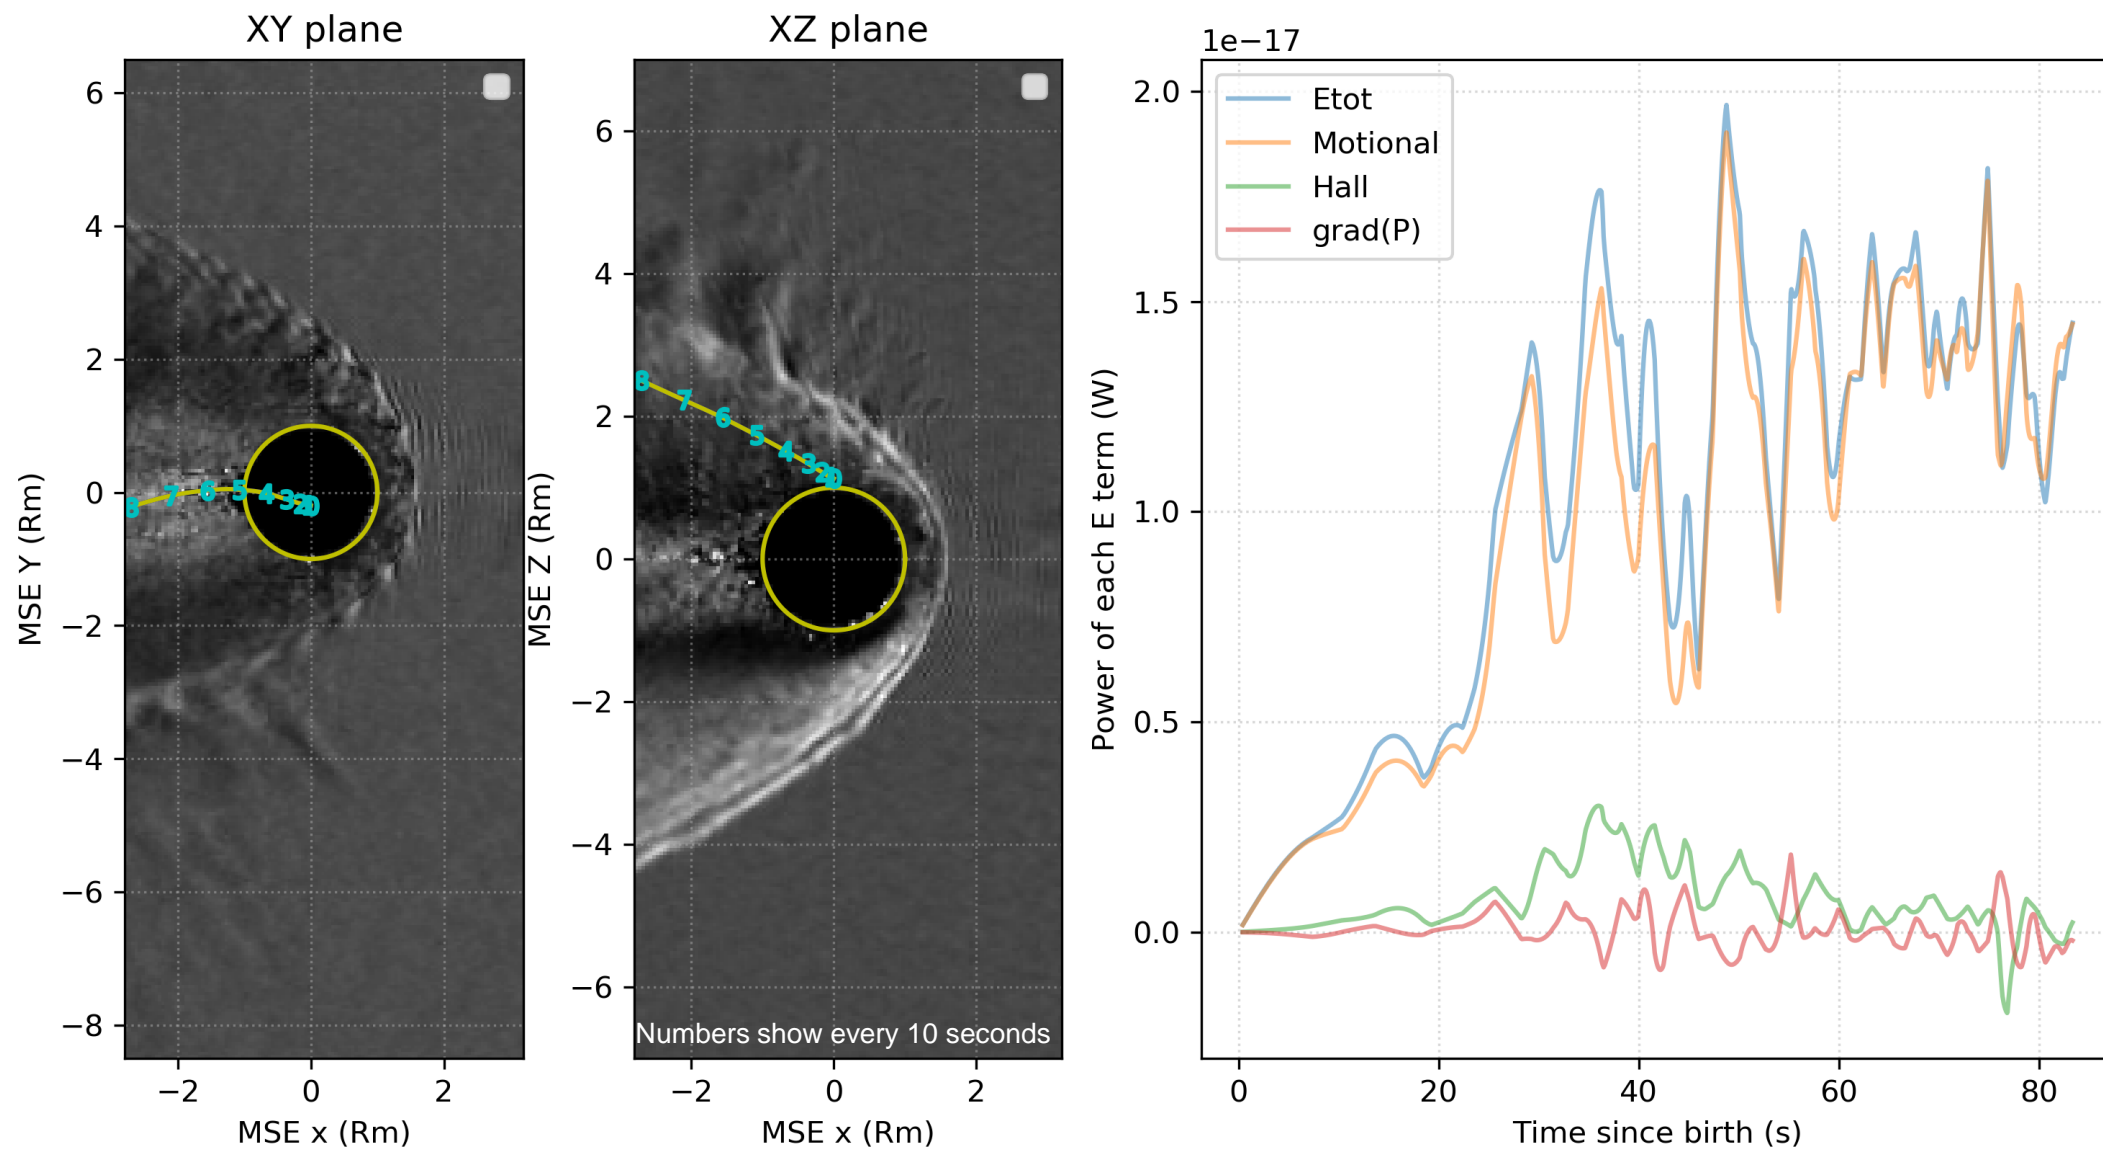 XY plane
6
4
2
0
−2
−4
−6
−8
MSE Y (Rm)
8 7 6 5 4 3 2 0
−2 0 2
MSE x (Rm)
XZ plane
6
4
2
0
−2
−4
−6
MSE Z (Rm)
8 7 6 5 4 3 2 0
Numbers show every 10 seconds
−2 0 2
MSE x (Rm)
1e−17
2.0
1.5
1.0
0.5
0.0
Power of each E term (W)
Etot
Motional
Hall
grad(P)
0 20 40 60 80
Time since birth (s)